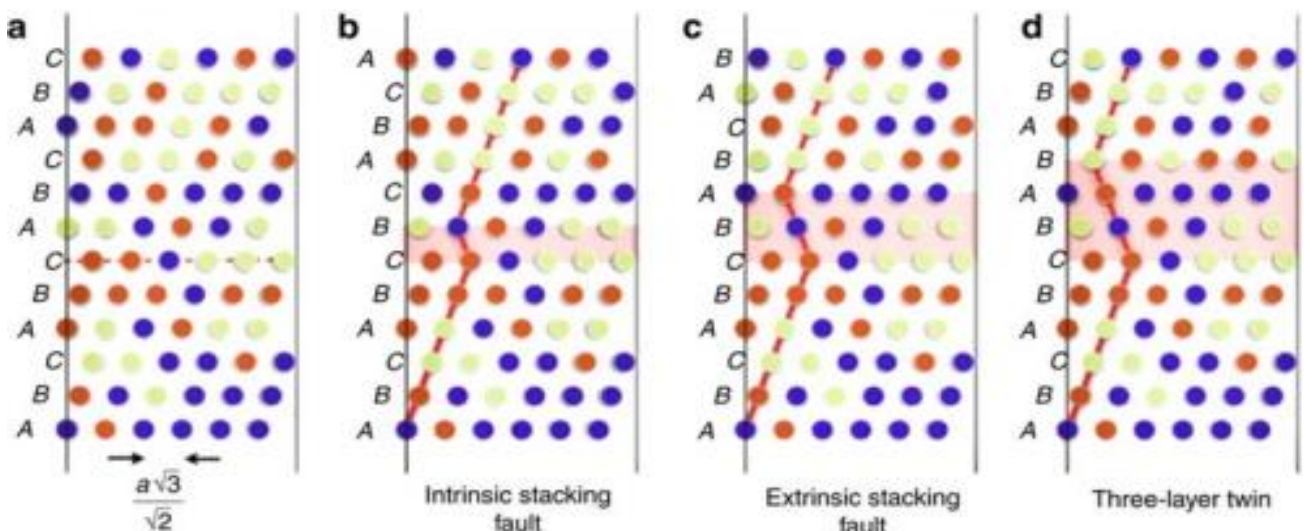 a b c d
C A B C
B C A B
A B C A
C A B B
B C A A
A B B B
C C C C
B B B B
A A A A
C C C C
B B B B
A A A A
a√3
√2
Intrinsic stacking
fault
Extrinsic stacking
fault
Three-layer twin